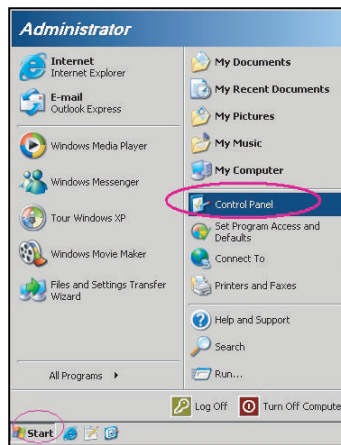 Administrator
Internet
Internet Explorer
E-mail
Outlook Express
Windows Media Player
Windows Messenger
Tour Windows XP
Windows Movie Maker
Files and Settings Transfer
Wizard
All Programs
My Documents
My Recent Documents
My Pictures
My Music
My Computer
Control Panel
Set Program Access and
Defaults
Connect To
Printers and Faxes
Help and Support
Search
Run...
Log Off
Turn Off Compute
Start